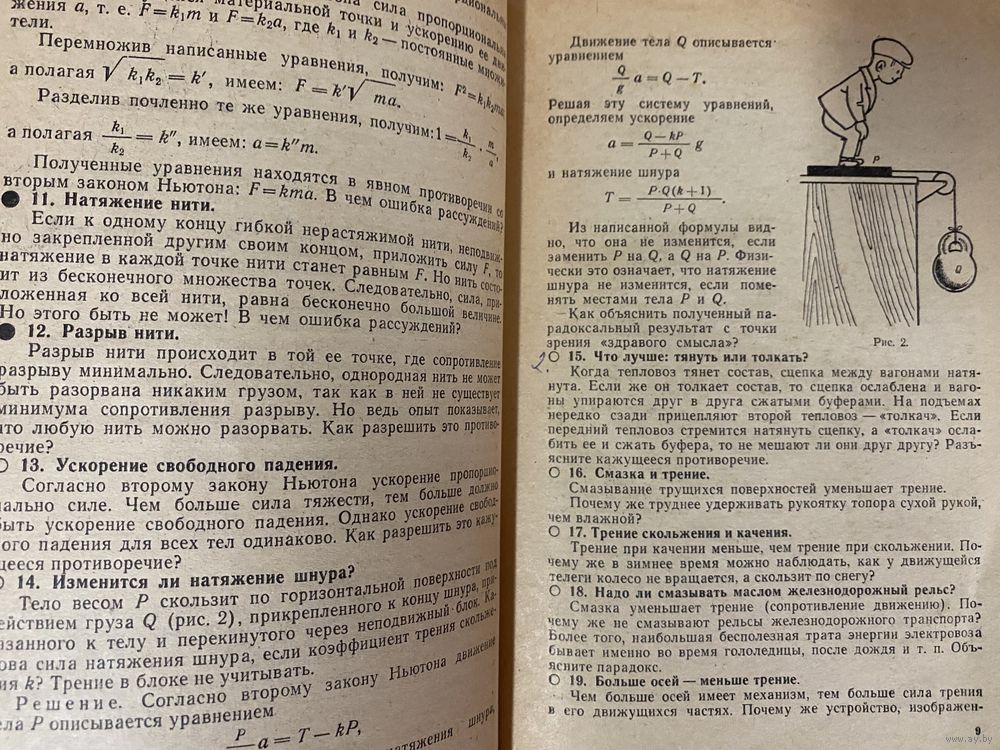 сила пропорциональна
материальной точки и ускорению ее
жения a, т. е. F=k₁m и F=k₂a, где k₁ и k₂ — постоянные множи-
тели.
Перемножив написанные уравнения, получим: F²=k₁k₂ma,
а полагая √k₁k₂ = k′, имеем: F = k′√ma.
Разделив почленно те же уравнения, получим: 1 = k₁/k₂ · m/a,
а полагая k₁/k₂ = k″, имеем: a = k″m.
Полученные уравнения находятся в явном противоречии со
вторым законом Ньютона: F=kma. В чем ошибка рассуждений?
● 11. Натяжение нити.
Если к одному концу гибкой нерастяжимой нити, неподвиж-
но закрепленной другим своим концом, приложить силу F, то
натяжение в каждой точке нити станет равным F. Но нить состо-
ит из бесконечного множества точек. Следовательно, сила, при-
ложенная ко всей нити, равна бесконечно большой величине.
Но этого быть не может! В чем ошибка рассуждений?
● 12. Разрыв нити.
Разрыв нити происходит в той ее точке, где сопротивление
разрыву минимально. Следовательно, однородная нить не может
быть разорвана никаким грузом, так как в ней не существует
минимума сопротивления разрыву. Но ведь опыт показывает,
что любую нить можно разорвать. Как разрешить это противо-
речие?
○ 13. Ускорение свободного падения.
Согласно второму закону Ньютона ускорение пропорцио-
нально силе. Чем больше сила тяжести, тем больше должно
быть ускорение свободного падения. Однако ускорение свобод-
ного падения для всех тел одинаково. Как разрешить это кажу-
щееся противоречие?
○ 14. Изменится ли натяжение шнура?
Тело весом P скользит по горизонтальной поверхности под
действием груза Q (рис. 2), прикрепленного к концу шнура, при-
вязанного к телу и перекинутого через неподвижный блок. Ка-
кова сила натяжения шнура, если коэффициент трения скольже-
ния k? Трение в блоке не учитывать.
Решение. Согласно второму закону Ньютона движение
тела P описывается уравнением
P/ a = T − kP,
натяжения шнура,
Движение тела Q описывается
уравнением
Q/g a = Q − T.
Решая эту систему уравнений,
определяем ускорение
a = (Q−kP)/(P+Q) g
и натяжение шнура
T = P·Q(k+1)/(P+Q).
Из написанной формулы вид-
но, что она не изменится, если
заменить P на Q, а Q на P. Физи-
чески это означает, что натяжение
шнура не изменится, если поме-
нять местами тела P и Q.
Как объяснить полученный па-
радоксальный результат с точки
зрения «здравого смысла»?
P
Q
Рис. 2.
2.
○ 15. Что лучше: тянуть или толкать?
Когда тепловоз тянет состав, сцепка между вагонами натя-
нута. Если же он толкает состав, то сцепка ослаблена и ваго-
ны упираются друг в друга сжатыми буферами. На подъемах
нередко сзади прицепляют второй тепловоз — «толкач». Если
передний тепловоз стремится натянуть сцепку, а «толкач» осла-
бить ее и сжать буфера, то не мешают ли они друг другу? Разъ-
ясните кажущееся противоречие.
○ 16. Смазка и трение.
Смазывание трущихся поверхностей уменьшает трение.
Почему же труднее удерживать рукоятку топора сухой рукой,
чем влажной?
○ 17. Трение скольжения и качения.
Трение при качении меньше, чем трение при скольжении. По-
чему же в зимнее время можно наблюдать, как у движущейся
телеги колесо не вращается, а скользит по снегу?
○ 18. Надо ли смазывать маслом железнодорожный рельс?
Смазка уменьшает трение (сопротивление движению). По-
чему же не смазывают рельсы железнодорожного транспорта?
Более того, наибольшая бесполезная трата энергии электровоза
бывает именно во время гололедицы, после дождя и т. п. Объ-
ясните парадокс.
○ 19. Больше осей — меньше трение.
Чем больше осей имеет механизм, тем больше сила трения
в его движущихся частях. Почему же устройство, изображен-
9
www.ay.by